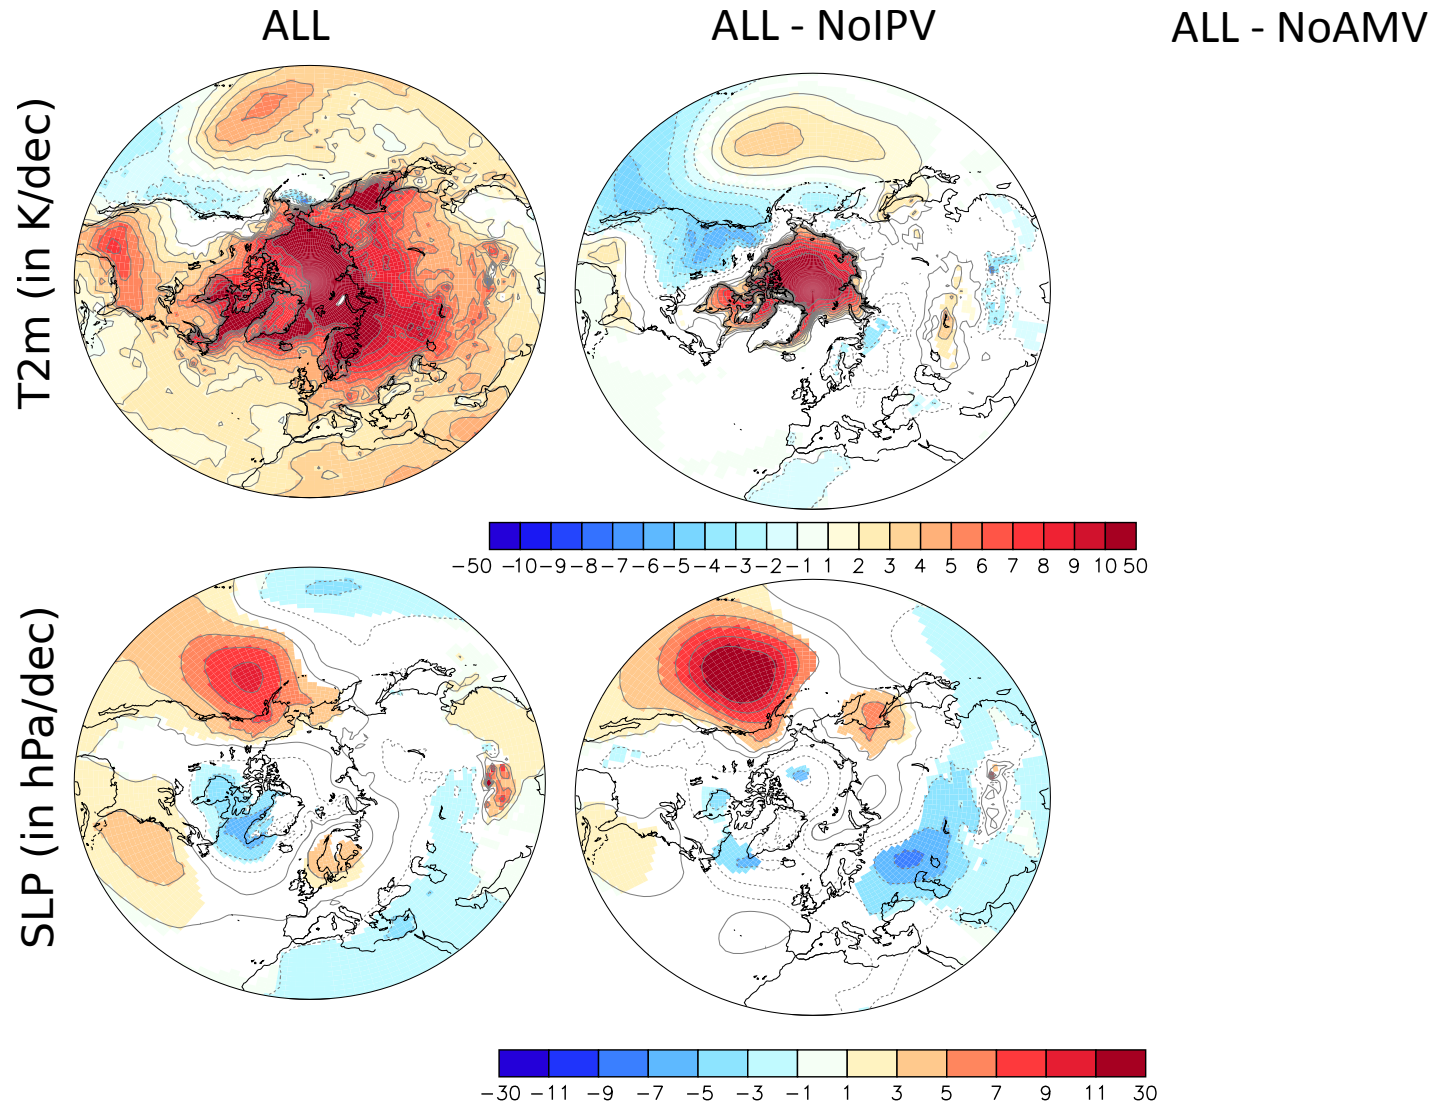 ALL
ALL - NoIPV
ALL - NoAMV
T2m (in K/dec)
-50 -10 -9 -8 -7 -6 -5 -4 -3 -2 -1 1 2 3 4 5 6 7 8 9 10 50
SLP (in hPa/dec)
-30 -11 -9 -7 -5 -3 -1 1 3 5 7 9 11 30